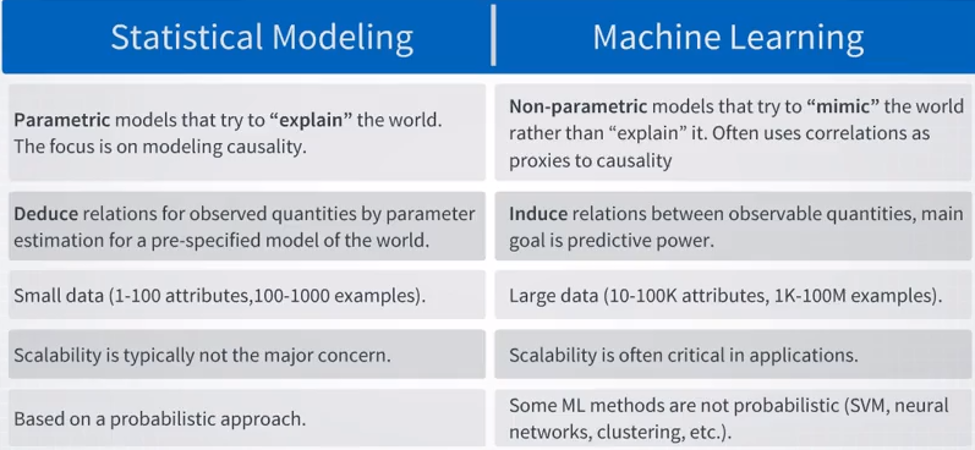 Statistical Modeling
Machine Learning
Parametric models that try to “explain” the world.
The focus is on modeling causality.
Non-parametric models that try to “mimic” the world
rather than “explain” it. Often uses correlations as
proxies to causality
Deduce relations for observed quantities by parameter
estimation for a pre-specified model of the world.
Induce relations between observable quantities, main
goal is predictive power.
Small data (1-100 attributes,100-1000 examples).
Large data (10-100K attributes, 1K-100M examples).
Scalability is typically not the major concern.
Scalability is often critical in applications.
Based on a probabilistic approach.
Some ML methods are not probabilistic (SVM, neural
networks, clustering, etc.).